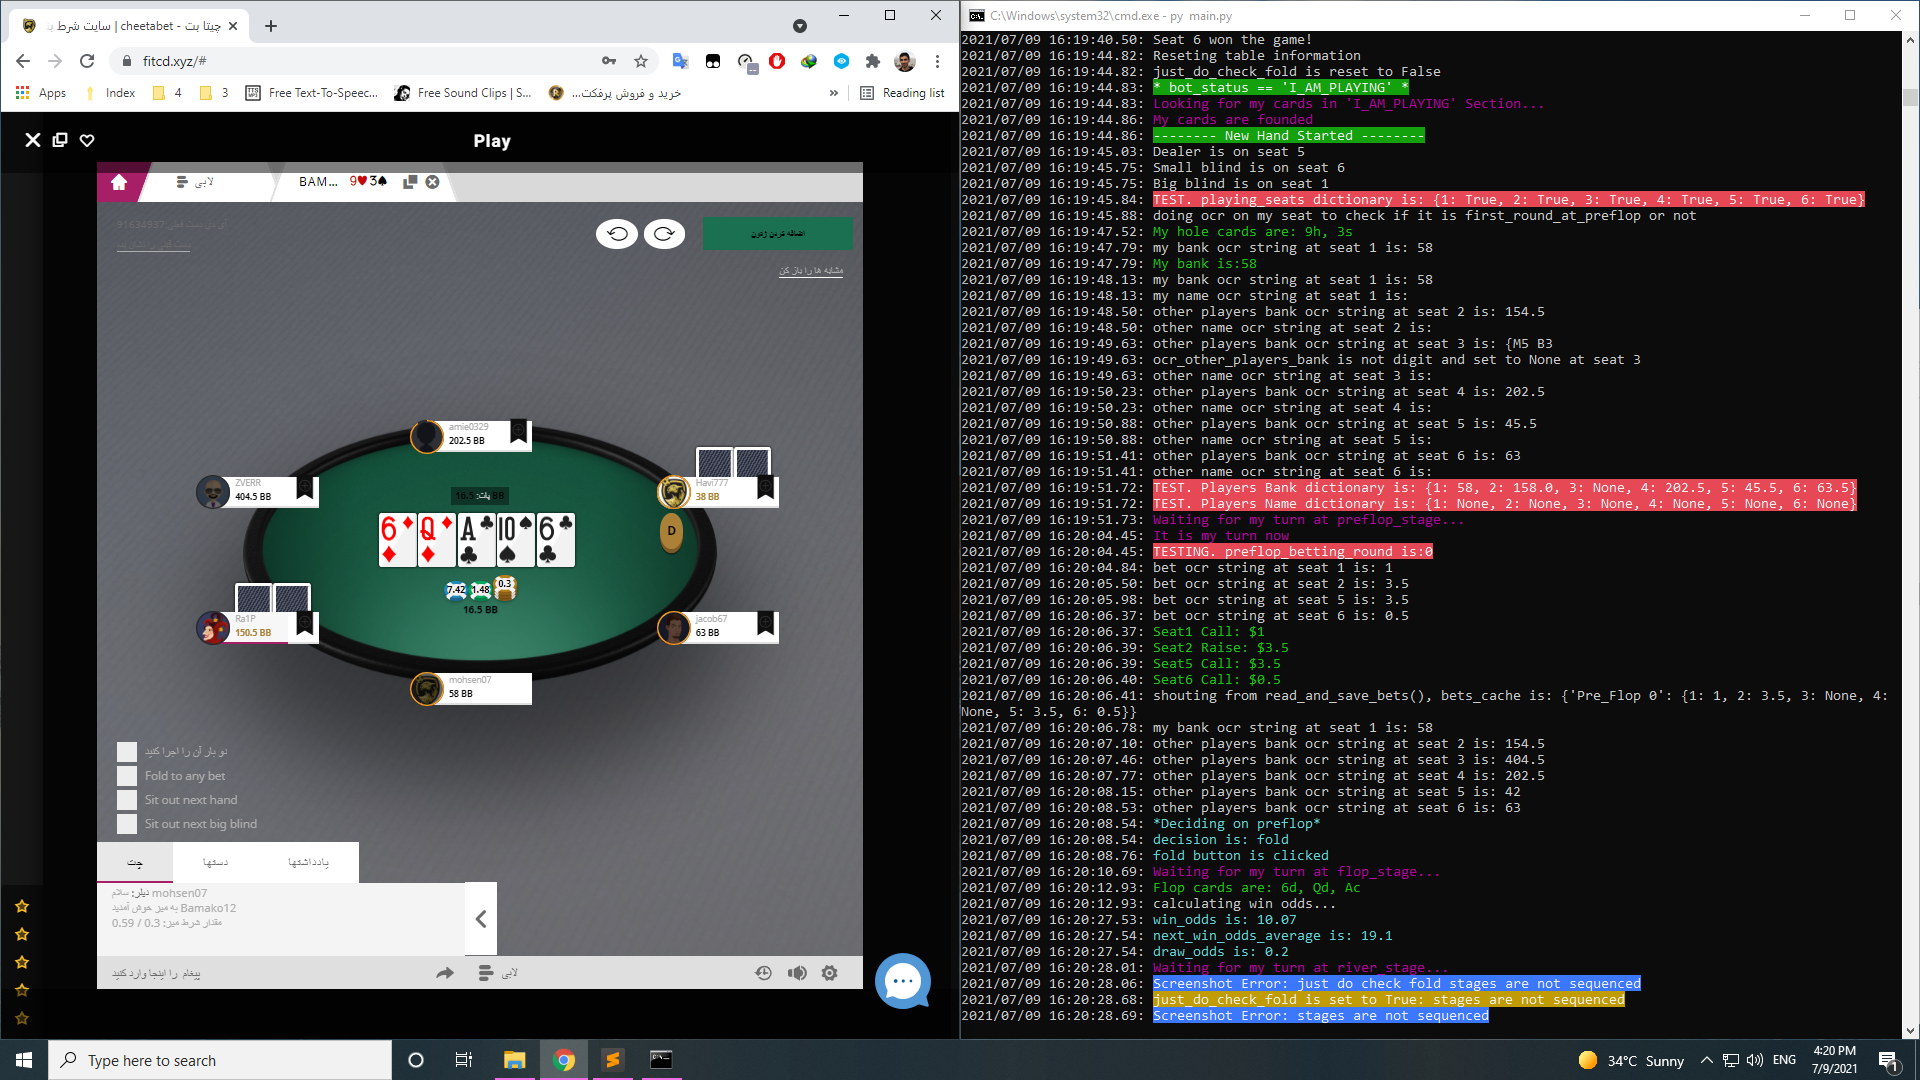 چیتا بت - cheetabet | سایت شرط ب
fitcd.xyz/#
Apps
Index
4
3
Free Text-To-Speec...
Free Sound Clips | S...
خرید و فروش پرفکت...
»
Reading list
Play
لابی
BAM... 9♥3♠
اضافه کردن ژتون
مشابه ها را باز کن
amie0329
202.5 BB
ZVERR
404.5 BB
Havi777
38 BB
پات: 16.5 BB
D
6 Q A 10 6
7.42 1.48 0.3
16.5 BB
Ra1P
150.5 BB
jacob67
63 BB
mohsen07
58 BB
دو بار آن را اجرا کنید
Fold to any bet
Sit out next hand
Sit out next big blind
چت
دستها
یادداشتها
دیلر: سلام mohsen07
به میز خوش آمدید Bamako12
مقدار شرط میز: 0.3 / 0.59
پیغام را اینجا وارد کنید
لابی
C:\Windows\system32\cmd.exe - py main.py
2021/07/09 16:19:40.50: Seat 6 won the game!
2021/07/09 16:19:44.82: Reseting table information
2021/07/09 16:19:44.82: just_do_check_fold is reset to False
2021/07/09 16:19:44.83: * bot_status == 'I_AM_PLAYING' *
2021/07/09 16:19:44.83: Looking for my cards in 'I_AM_PLAYING' Section...
2021/07/09 16:19:44.86: My cards are founded
2021/07/09 16:19:44.86: -------- New Hand Started --------
2021/07/09 16:19:45.03: Dealer is on seat 5
2021/07/09 16:19:45.75: Small blind is on seat 6
2021/07/09 16:19:45.75: Big blind is on seat 1
2021/07/09 16:19:45.84: TEST. playing_seats dictionary is: {1: True, 2: True, 3: True, 4: True, 5: True, 6: True}
2021/07/09 16:19:45.88: doing ocr on my seat to check if it is first_round_at_preflop or not
2021/07/09 16:19:47.52: My hole cards are: 9h, 3s
2021/07/09 16:19:47.79: my bank ocr string at seat 1 is: 58
2021/07/09 16:19:47.79: My bank is:58
2021/07/09 16:19:48.13: my bank ocr string at seat 1 is: 58
2021/07/09 16:19:48.13: my name ocr string at seat 1 is:
2021/07/09 16:19:48.50: other players bank ocr string at seat 2 is: 154.5
2021/07/09 16:19:48.50: other name ocr string at seat 2 is:
2021/07/09 16:19:49.63: other players bank ocr string at seat 3 is: {M5 B3
2021/07/09 16:19:49.63: ocr_other_players_bank is not digit and set to None at seat 3
2021/07/09 16:19:49.63: other name ocr string at seat 3 is:
2021/07/09 16:19:50.23: other players bank ocr string at seat 4 is: 202.5
2021/07/09 16:19:50.23: other name ocr string at seat 4 is:
2021/07/09 16:19:50.88: other players bank ocr string at seat 5 is: 45.5
2021/07/09 16:19:50.88: other name ocr string at seat 5 is:
2021/07/09 16:19:51.41: other players bank ocr string at seat 6 is: 63
2021/07/09 16:19:51.41: other name ocr string at seat 6 is:
2021/07/09 16:19:51.72: TEST. Players Bank dictionary is: {1: 58, 2: 158.0, 3: None, 4: 202.5, 5: 45.5, 6: 63.5}
2021/07/09 16:19:51.72: TEST. Players Name dictionary is: {1: None, 2: None, 3: None, 4: None, 5: None, 6: None}
2021/07/09 16:19:51.73: Waiting for my turn at preflop_stage...
2021/07/09 16:20:04.45: It is my turn now
2021/07/09 16:20:04.45: TESTING. preflop_betting_round is:0
2021/07/09 16:20:04.84: bet ocr string at seat 1 is: 1
2021/07/09 16:20:05.50: bet ocr string at seat 2 is: 3.5
2021/07/09 16:20:05.98: bet ocr string at seat 5 is: 3.5
2021/07/09 16:20:06.37: bet ocr string at seat 6 is: 0.5
2021/07/09 16:20:06.37: Seat1 Call: $1
2021/07/09 16:20:06.39: Seat2 Raise: $3.5
2021/07/09 16:20:06.39: Seat5 Call: $3.5
2021/07/09 16:20:06.40: Seat6 Call: $0.5
2021/07/09 16:20:06.41: shouting from read_and_save_bets(), bets_cache is: {'Pre_Flop 0': {1: 1, 2: 3.5, 3: None, 4:
None, 5: 3.5, 6: 0.5}}
2021/07/09 16:20:06.78: my bank ocr string at seat 1 is: 58
2021/07/09 16:20:07.10: other players bank ocr string at seat 2 is: 154.5
2021/07/09 16:20:07.46: other players bank ocr string at seat 3 is: 404.5
2021/07/09 16:20:07.77: other players bank ocr string at seat 4 is: 202.5
2021/07/09 16:20:08.15: other players bank ocr string at seat 5 is: 42
2021/07/09 16:20:08.53: other players bank ocr string at seat 6 is: 63
2021/07/09 16:20:08.54: *Deciding on preflop*
2021/07/09 16:20:08.54: decision is: fold
2021/07/09 16:20:08.76: fold button is clicked
2021/07/09 16:20:10.69: Waiting for my turn at flop_stage...
2021/07/09 16:20:12.93: Flop cards are: 6d, Qd, Ac
2021/07/09 16:20:12.93: calculating win odds...
2021/07/09 16:20:27.53: win_odds is: 10.07
2021/07/09 16:20:27.54: next_win_odds_average is: 19.1
2021/07/09 16:20:27.54: draw_odds is: 0.2
2021/07/09 16:20:28.01: Waiting for my turn at river_stage...
2021/07/09 16:20:28.06: Screenshot Error: just do check fold stages are not sequenced
2021/07/09 16:20:28.68: just_do_check_fold is set to True: stages are not sequenced
2021/07/09 16:20:28.69: Screenshot Error: stages are not sequenced
Type here to search
34°C Sunny
ENG
4:20 PM
7/9/2021
1